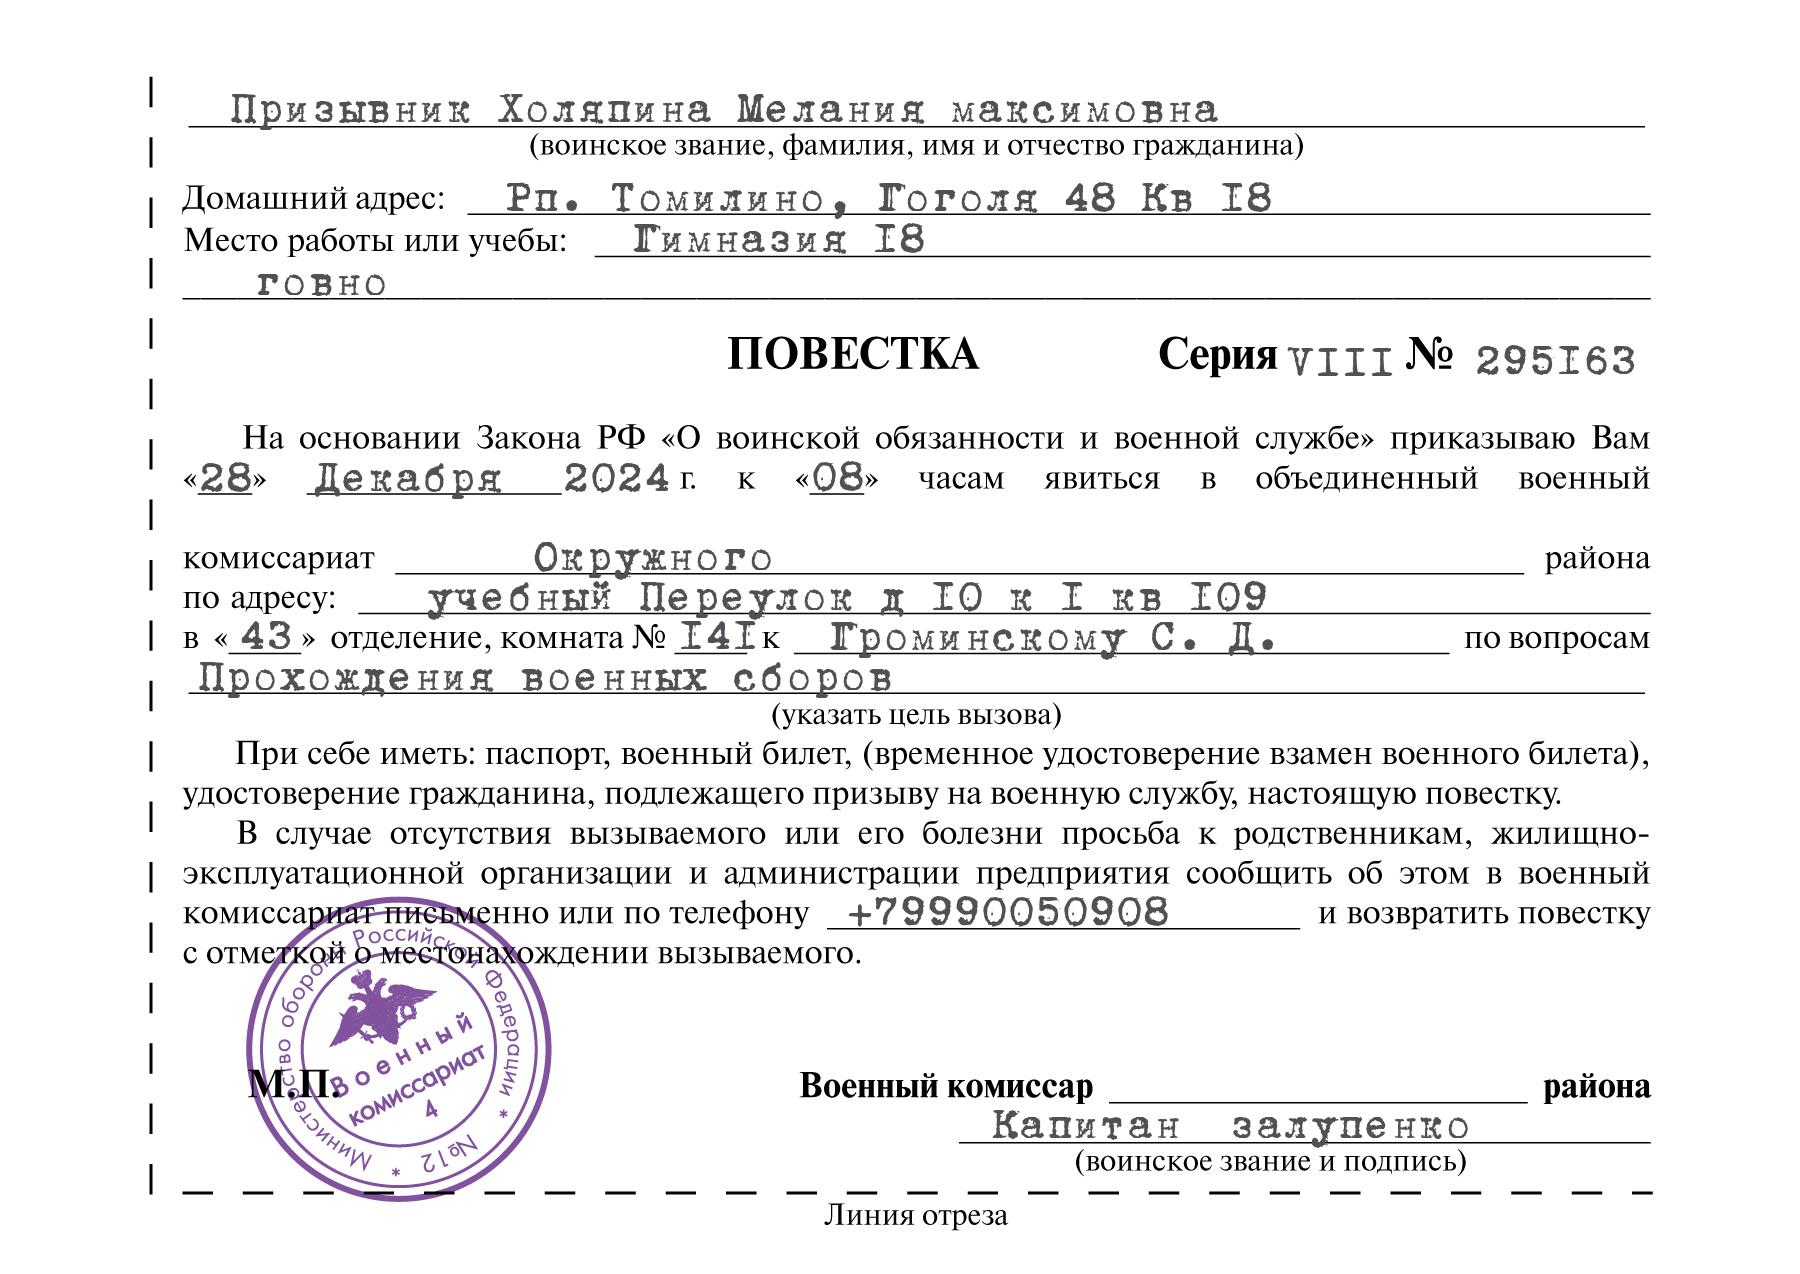 Призывник Холяпина Мелания максимовна
(воинское звание, фамилия, имя и отчество гражданина)
Домашний адрес: Рп. Томилино, Гоголя 48 Кв I8
Место работы или учебы: Гимназия I8
говно
ПОВЕСТКА Серия VIII № 295I63
На основании Закона РФ «О воинской обязанности и военной службе» приказываю Вам
«28» Декабря 2024 г. к «08» часам явиться в объединенный военный
комиссариат Окружного района
по адресу: учебный Переулок д I0 к I кв I09
в «43» отделение, комната № I4I к Громинскому С. Д. по вопросам
Прохождения военных сборов
(указать цель вызова)
При себе иметь: паспорт, военный билет, (временное удостоверение взамен военного билета),
удостоверение гражданина, подлежащего призыву на военную службу, настоящую повестку.
В случае отсутствия вызываемого или его болезни просьба к родственникам, жилищно-
эксплуатационной организации и администрации предприятия сообщить об этом в военный
комиссариат письменно или по телефону +79990050908 и возвратить повестку
с отметкой о местонахождении вызываемого.
Министерство обороны Российской Федерации * №12 *
Военный
комиссариат
4
М.П. Военный комиссар района
Капитан залупенко
(воинское звание и подпись)
Линия отреза